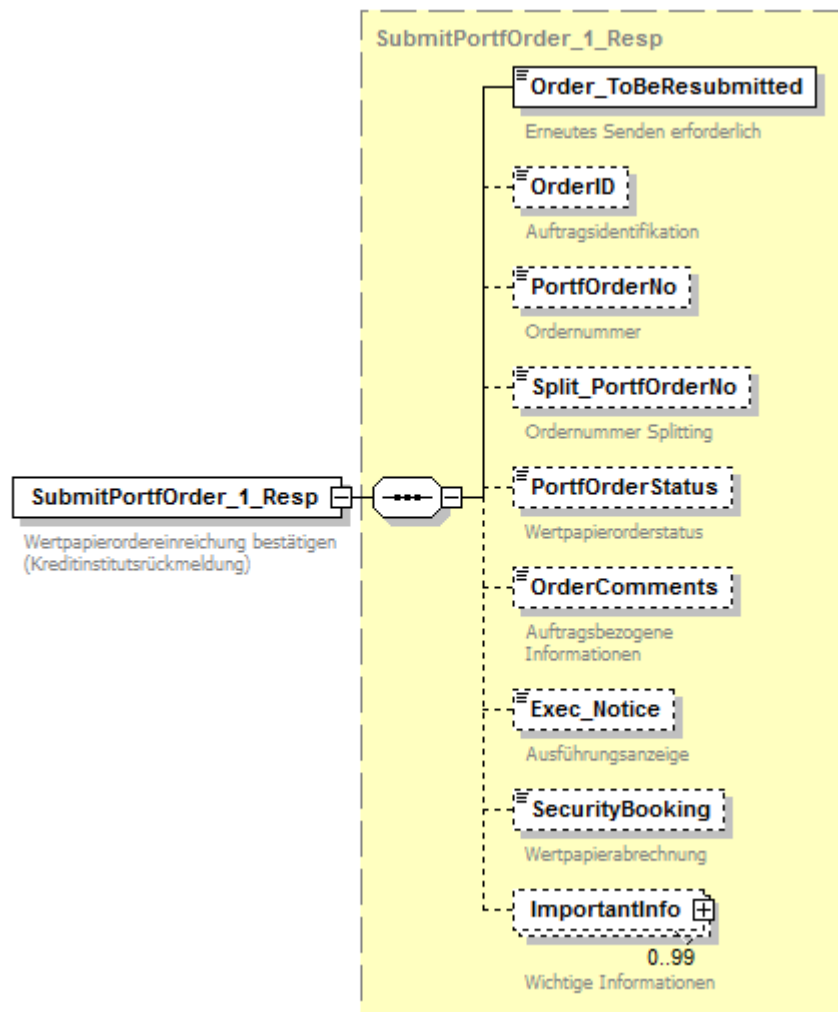 SubmitPortfOrder_1_Resp
Order_ToBeResubmitted
Erneutes Senden erforderlich
OrderID
Auftragsidentifikation
PortfOrderNo
Ordernummer
Split_PortfOrderNo
Ordernummer Splitting
SubmitPortfOrder_1_Resp
Wertpapierordereinreichung bestätigen
(Kreditinstitutsrückmeldung)
PortfOrderStatus
Wertpapierorderstatus
OrderComments
Auftragsbezogene
Informationen
Exec_Notice
Ausführungsanzeige
SecurityBooking
Wertpapierabrechnung
ImportantInfo
0..99
Wichtige Informationen